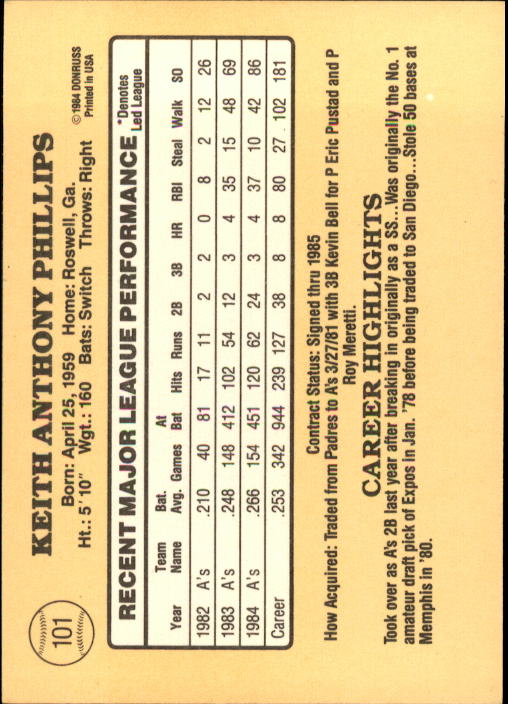 101
KEITH ANTHONY PHILLIPS
Born: April 25, 1959 Home: Roswell, Ga.
Ht.: 5'10" Wgt.: 160 Bats: Switch Throws: Right
©1984 DONRUSS
Printed in USA
RECENT MAJOR LEAGUE PERFORMANCE *Denotes Led League
Year Team Name Bat. Avg. Games At Bat Hits Runs 2B 3B HR RBI Steal Walk SO
1982 A's .210 40 81 17 11 2 2 0 8 2 12 26
1983 A's .248 148 412 102 54 12 3 4 35 15 48 69
1984 A's .266 154 451 120 62 24 3 4 37 10 42 86
Career .253 342 944 239 127 38 8 8 80 27 102 181
Contract Status: Signed thru 1985
How Acquired: Traded from Padres to A's 3/27/81 with 3B Kevin Bell for P Eric Pustad and P
Roy Meretti.
CAREER HIGHLIGHTS
Took over as A's 2B last year after breaking in originally as a SS...Was originally the No. 1
amateur draft pick of Expos in Jan. '78 before being traded to San Diego...Stole 50 bases at
Memphis in '80.